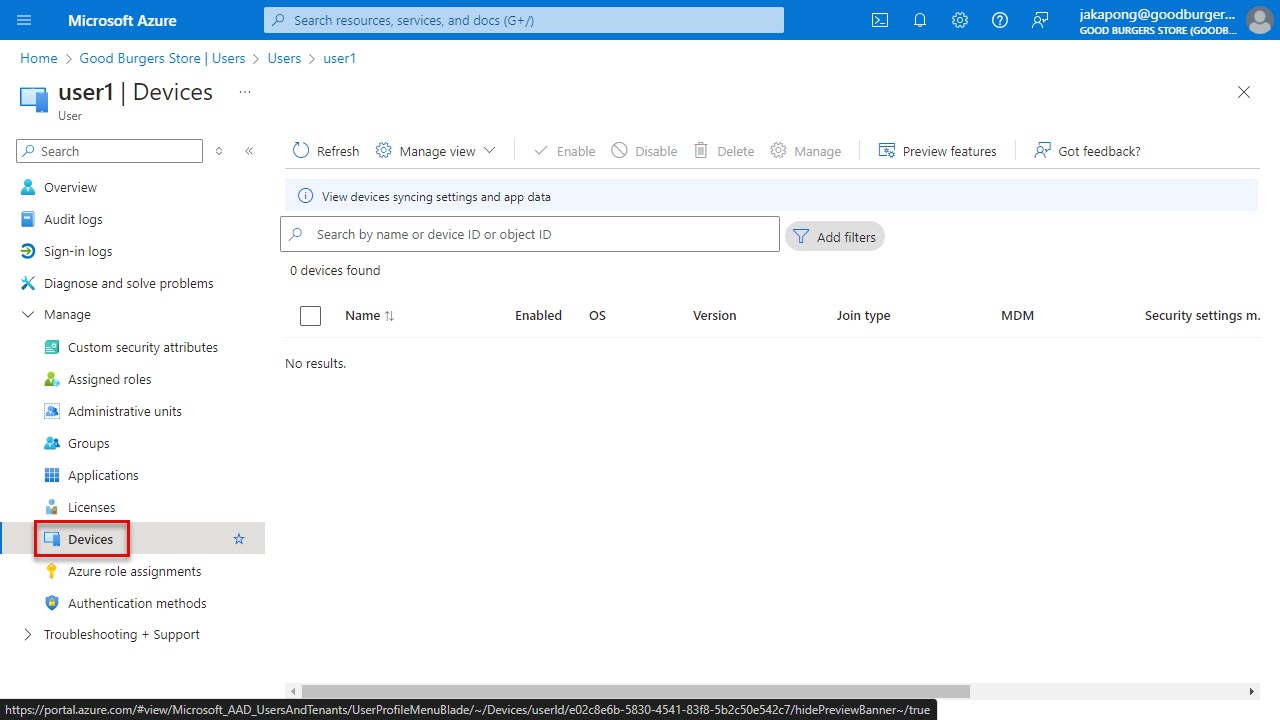 Microsoft Azure
Search resources, services, and docs (G+/)
jakapong@goodburger...
GOOD BURGERS STORE (GOODB...
Home > Good Burgers Store | Users > Users > user1
user1 | Devices ...
User
Search
Overview
Audit logs
Sign-in logs
Diagnose and solve problems
Manage
Custom security attributes
Assigned roles
Administrative units
Groups
Applications
Licenses
Devices
Azure role assignments
Authentication methods
Troubleshooting + Support
Refresh Manage view Enable Disable Delete Manage Preview features Got feedback?
View devices syncing settings and app data
Search by name or device ID or object ID
Add filters
0 devices found
Name Enabled OS Version Join type MDM Security settings m.
No results.
https://portal.azure.com/#view/Microsoft_AAD_UsersAndTenants/UserProfileMenuBlade/~/Devices/userId/e02c8e6b-5830-4541-83f8-5b2c50e542c7/hidePreviewBanner~/true